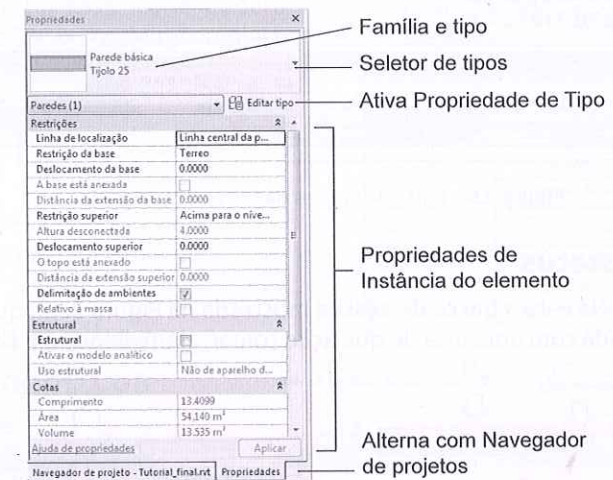 Propriedades
Família e tipo
Parede básica
Tijolo 25
Seletor de tipos
Paredes (1)
Editar tipo
Ativa Propriedade de Tipo
Restrições
Linha de localização Linha central da p...
Restrição da base Terreo
Deslocamento da base 0.0000
A base está anexada
Distância da extensão da base 0.0000
Restrição superior Acima para o níve...
Altura desconectada 4.0000
Deslocamento superior 0.0000
O topo está anexado
Distância da extensão superior 0.0000
Delimitação de ambientes
Relativo à massa
Propriedades de
Instância do elemento
Estrutural
Estrutural
Ativar o modelo analítico
Uso estrutural Não de aparelho d...
Cotas
Comprimento 13.4099
Área 54.140 m²
Volume 13.535 m³
Ajuda de propriedades
Aplicar
Navegador de projeto - Tutorial_final.rvt
Propriedades
Alterna com Navegador
de projetos